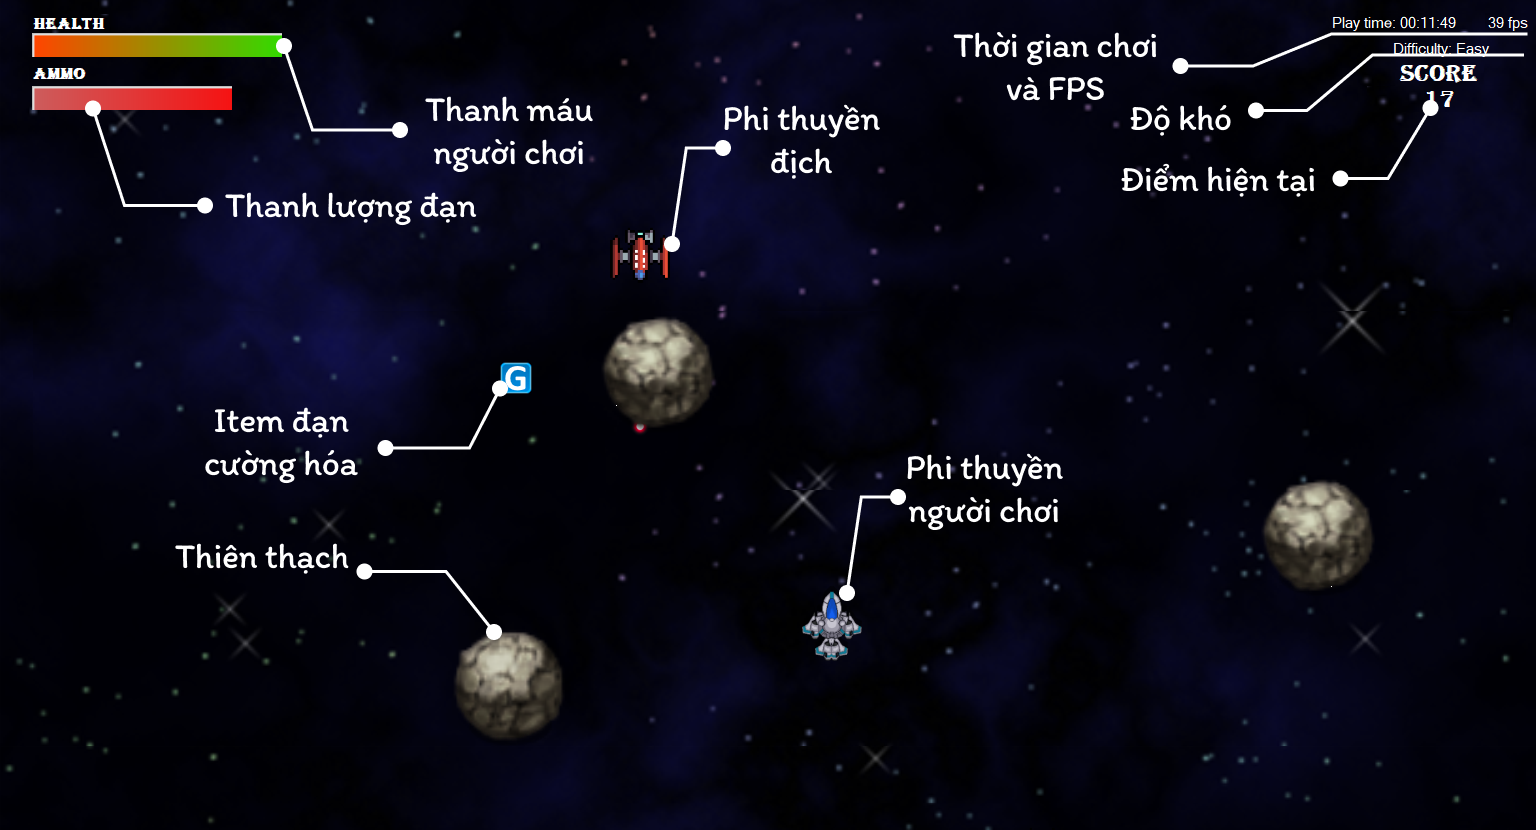 HEALTH
AMMO
Thanh máu
người chơi
Thanh lượng đạn
Phi thuyền
địch
Thời gian chơi
và FPS
Play time: 00:11:49 39 fps
Difficulty: Easy
SCORE
17
Độ khó
Điểm hiện tại
G
Item đạn
cường hóa
Phi thuyền
người chơi
Thiên thạch